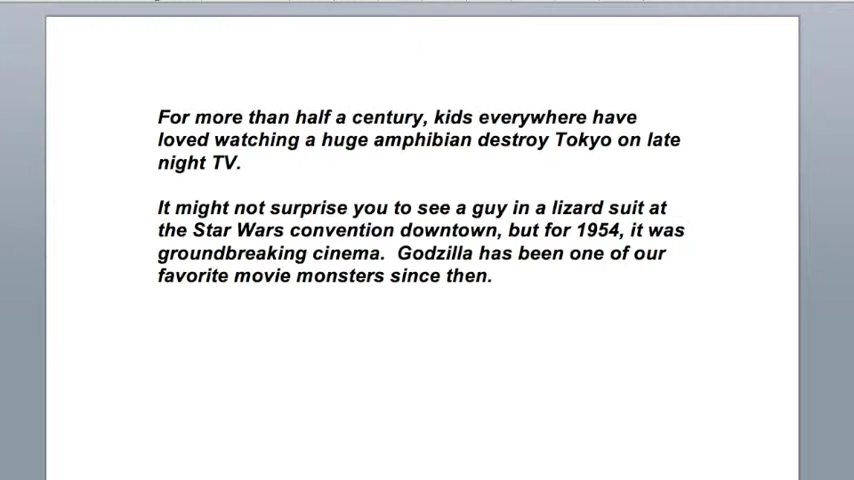 For more than half a century, kids everywhere have
loved watching a huge amphibian destroy Tokyo on late
night TV.
It might not surprise you to see a guy in a lizard suit at
the Star Wars convention downtown, but for 1954, it was
groundbreaking cinema.  Godzilla has been one of our
favorite movie monsters since then.